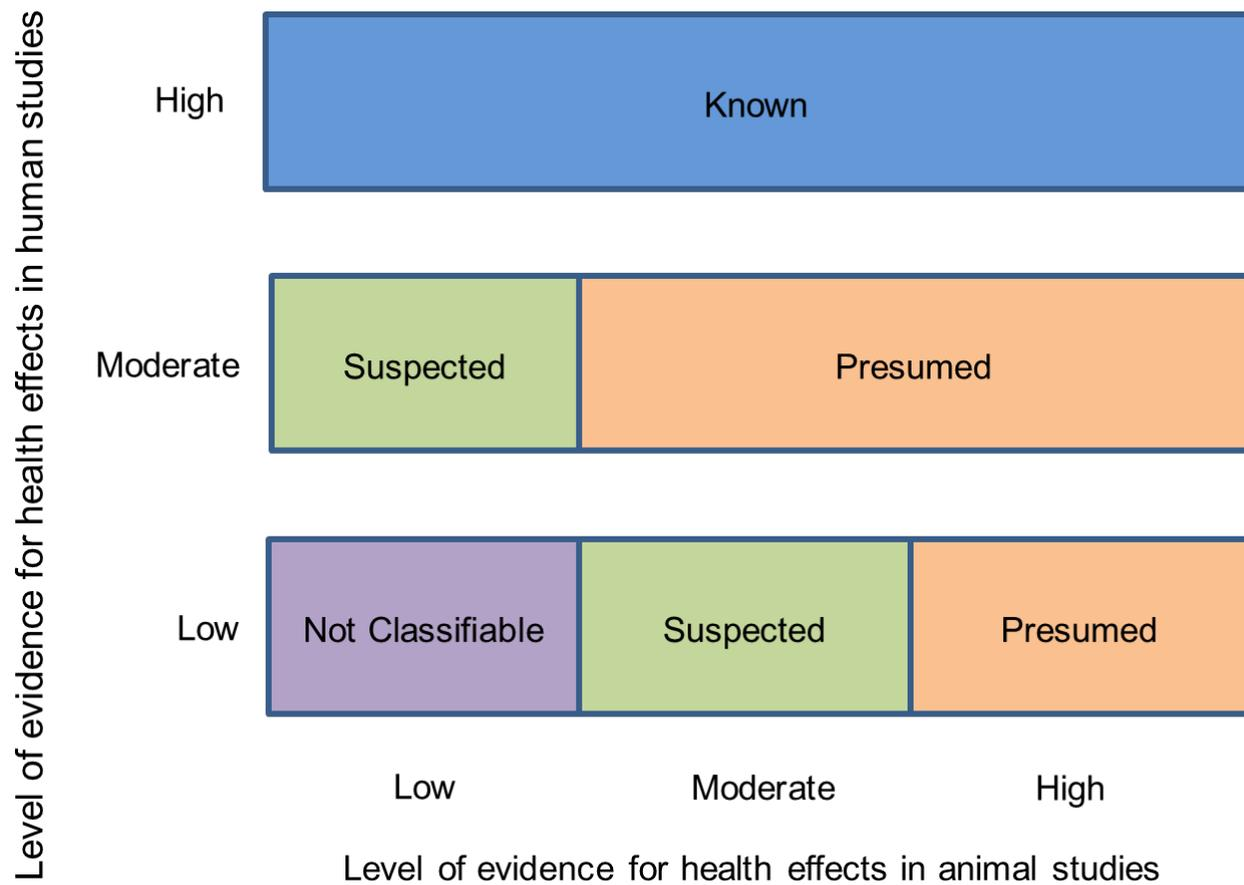 Level of evidence for health effects in human studies
High
Known
Moderate
Suspected
Presumed
Low
Not Classifiable
Suspected
Presumed
Low
Moderate
High
Level of evidence for health effects in animal studies